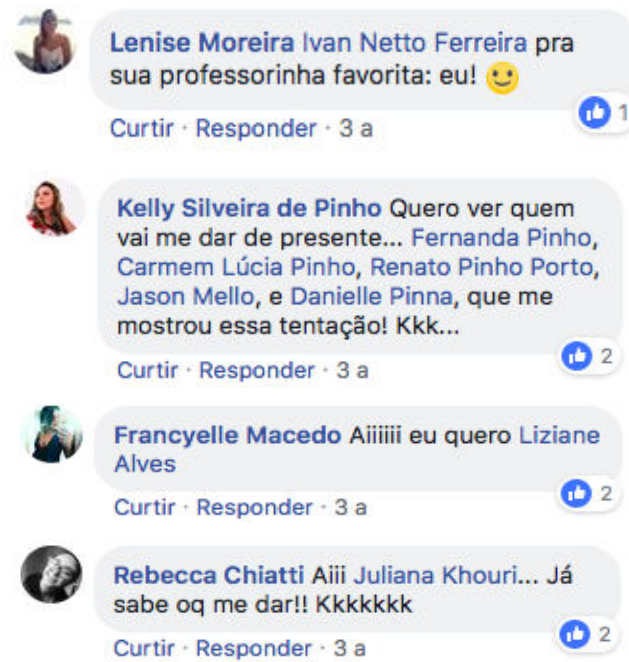 Lenise Moreira Ivan Netto Ferreira pra
sua professorinha favorita: eu!
1
Curtir · Responder · 3 a
Kelly Silveira de Pinho Quero ver quem
vai me dar de presente... Fernanda Pinho,
Carmem Lúcia Pinho, Renato Pinho Porto,
Jason Mello, e Danielle Pinna, que me
mostrou essa tentação! Kkk...
2
Curtir · Responder · 3 a
Francyelle Macedo Aiiiiii eu quero Liziane
Alves
2
Curtir · Responder · 3 a
Rebecca Chiatti Aiii Juliana Khouri... Já
sabe oq me dar!! Kkkkkkk
2
Curtir · Responder · 3 a